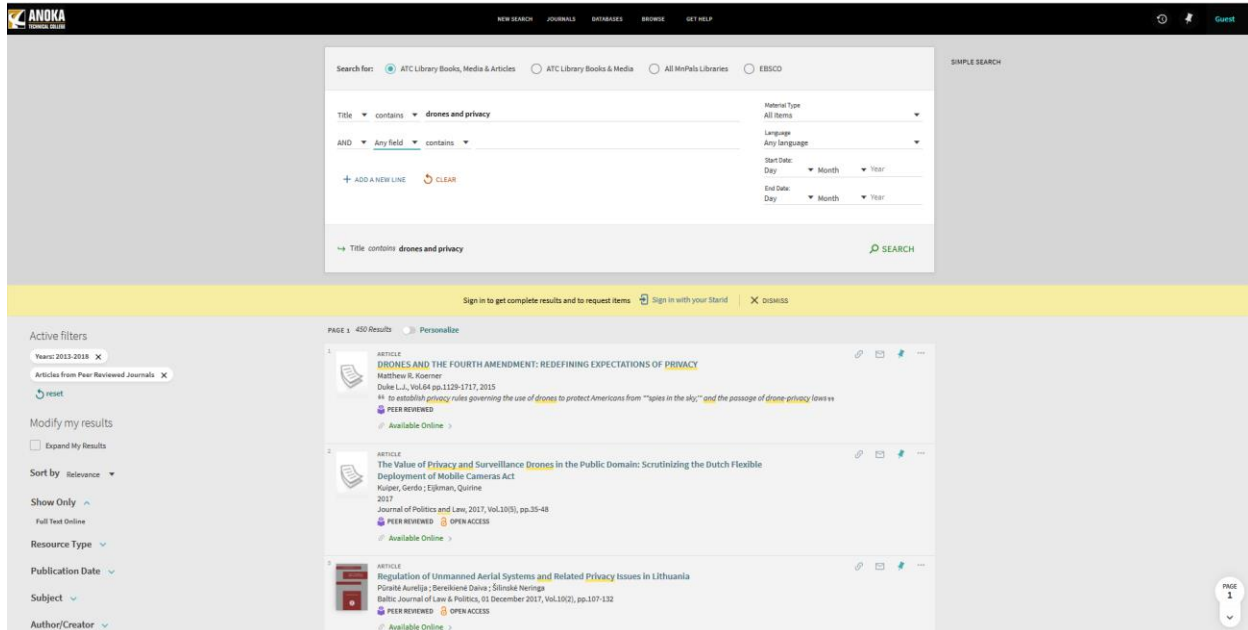 ANOKA
TECHNICAL COLLEGE
NEW SEARCH JOURNALS DATABASES BROWSE GET HELP
Guest
Search for: ATC Library Books, Media & Articles ATC Library Books & Media All MnPals Libraries EBSCO
SIMPLE SEARCH
Title contains drones and privacy
AND Any field contains
+ ADD A NEW LINE CLEAR
Material Type
All items
Language
Any language
Start Date:
Day Month Year
End Date:
Day Month Year
Title contains drones and privacy
SEARCH
Sign in to get complete results and to request items Sign in with your StarId DISMISS
Active filters
Years: 2013-2018 X
Articles from Peer Reviewed Journals X
reset
Modify my results
Expand My Results
Sort by Relevance
Show Only
Full Text Online
Resource Type
Publication Date
Subject
Author/Creator
PAGE 1 450 Results Personalize
1
ARTICLE
DRONES AND THE FOURTH AMENDMENT: REDEFINING EXPECTATIONS OF PRIVACY
Matthew R. Koerner
Duke L.J., Vol.64 pp.1129-1717, 2015
to establish privacy rules governing the use of drones to protect Americans from ""spies in the sky,"" and the passage of drone-privacy laws
PEER REVIEWED
Available Online
2
ARTICLE
The Value of Privacy and Surveillance Drones in the Public Domain: Scrutinizing the Dutch Flexible
Deployment of Mobile Cameras Act
Kuiper, Gerdo ; Eijkman, Quirine
2017
Journal of Politics and Law, 2017, Vol.10(5), pp.35-48
PEER REVIEWED OPEN ACCESS
Available Online
3
ARTICLE
Regulation of Unmanned Aerial Systems and Related Privacy Issues in Lithuania
Pūraitė Aurelija ; Bereikienė Daiva ; Šilinskė Neringa
Baltic Journal of Law & Politics, 01 December 2017, Vol.10(2), pp.107-132
PEER REVIEWED OPEN ACCESS
Available Online
PAGE
1